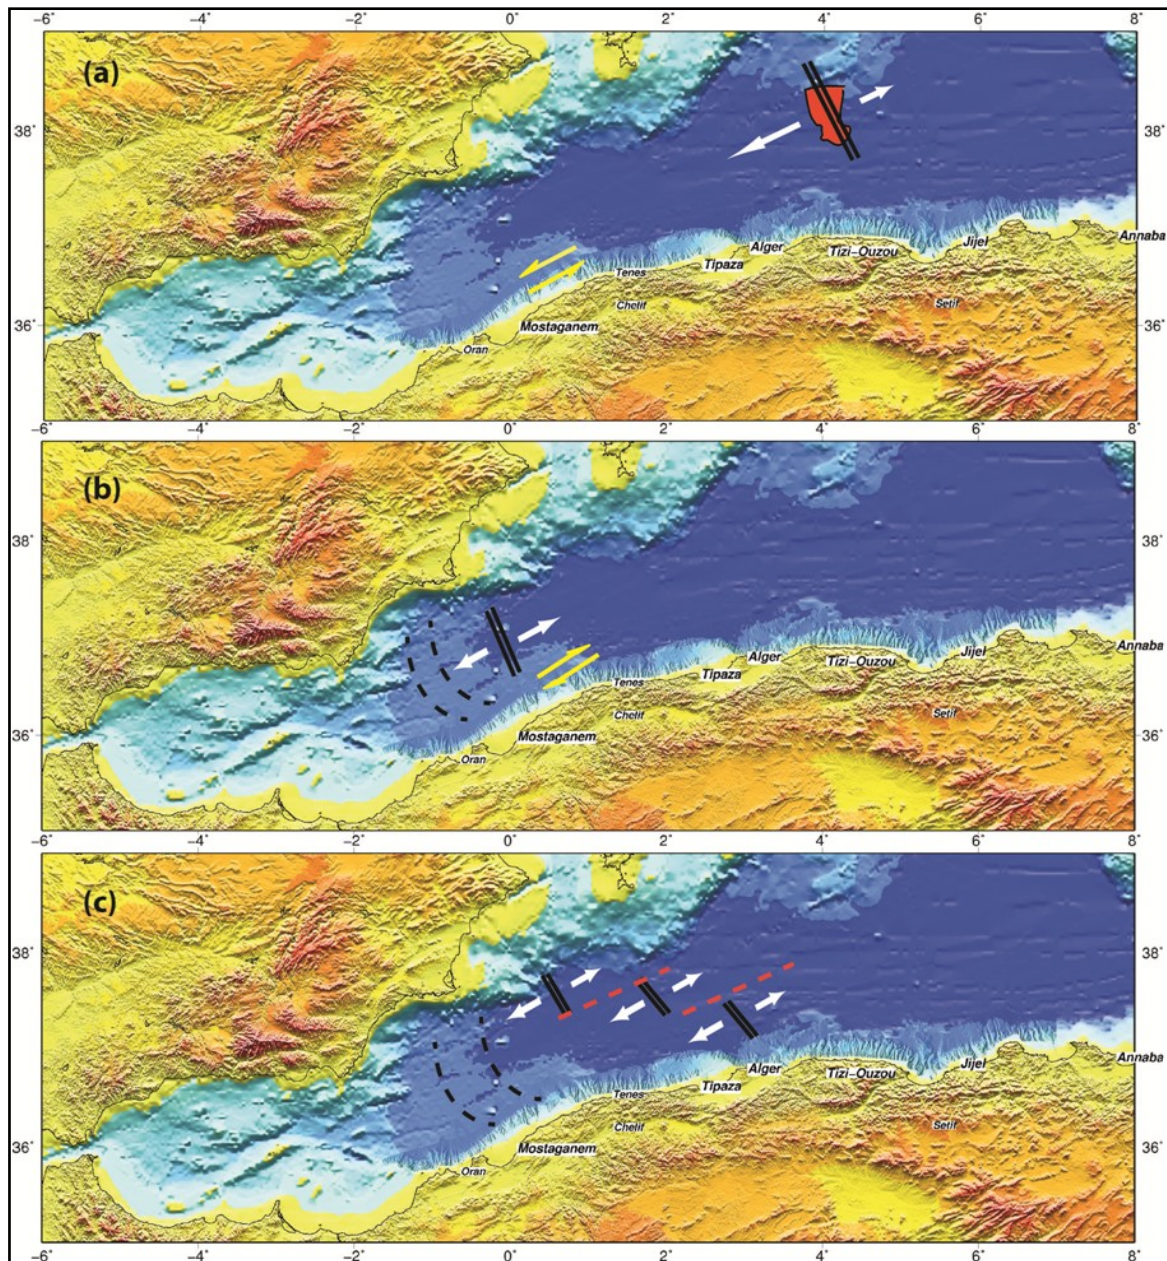 −6° −4° −2° 0° 2° 4° 6° 8°
(a)
38° 38°
Alger Jijel Annaba
Tenes Tipaza Tizi−Ouzou
Chelif Setif
36° Mostaganem 36°
Oran
−6° −4° −2° 0° 2° 4° 6° 8°
(b)
38° 38°
Alger Jijel Annaba
Tenes Tipaza Tizi−Ouzou
Chelif Setif
36° Mostaganem 36°
Oran
−6° −4° −2° 0° 2° 4° 6° 8°
(c)
38° 38°
Alger Jijel Annaba
Tenes Tipaza Tizi−Ouzou
Chelif Setif
36° Mostaganem 36°
Oran
−6° −4° −2° 0° 2° 4° 6° 8°